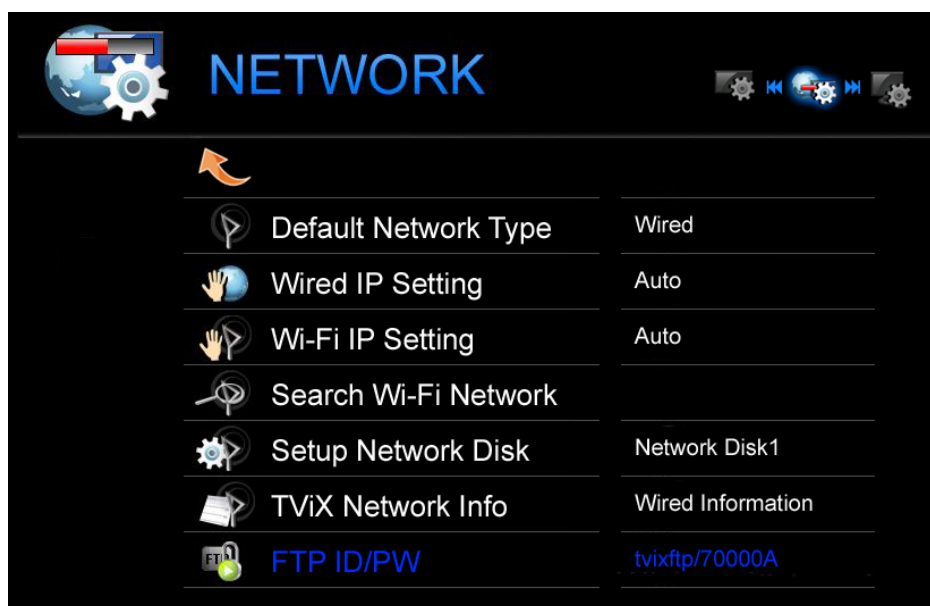 NETWORK
Default Network Type Wired
Wired IP Setting Auto
Wi-Fi IP Setting Auto
Search Wi-Fi Network
Setup Network Disk Network Disk1
TViX Network Info Wired Information
FTP FTP ID/PW tvixftp/70000A